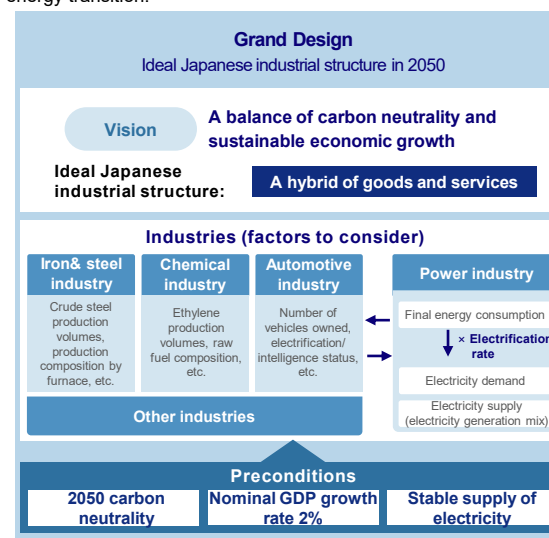 energy transition.
Grand Design
Ideal Japanese industrial structure in 2050
Vision
A balance of carbon neutrality and
sustainable economic growth
Ideal Japanese
industrial structure:
A hybrid of goods and services
Industries (factors to consider)
Iron& steel
industry
Crude steel
production
volumes,
production
composition by
furnace, etc.
Chemical
industry
Ethylene
production
volumes, raw
fuel composition,
etc.
Automotive
industry
Number of
vehicles owned,
electrification/
intelligence status,
etc.
Other industries
Power industry
Final energy consumption
× Electrification
rate
Electricity demand
Electricity supply
(electricity generation mix)
Preconditions
2050 carbon
neutrality
Nominal GDP growth
rate 2%
Stable supply of
electricity